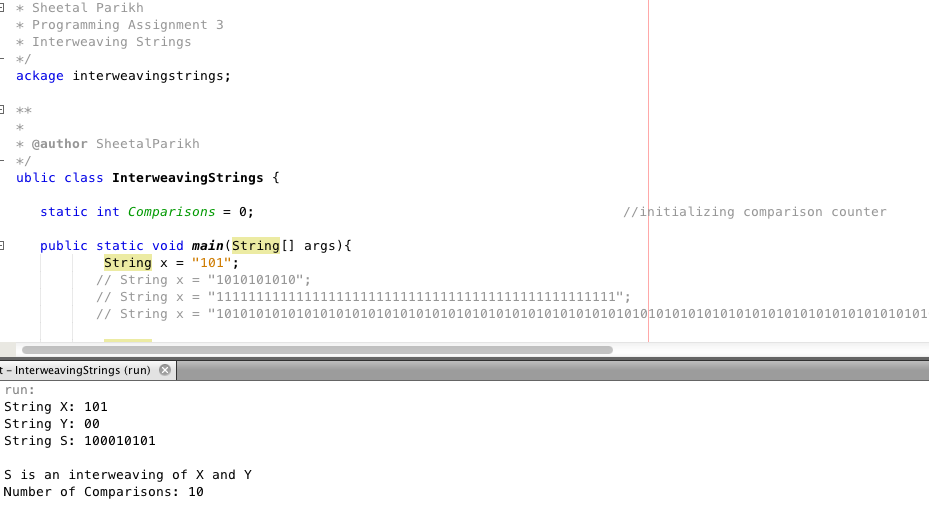 * Sheetal Parikh
* Programming Assignment 3
* Interweaving Strings
*/
ackage interweavingstrings;
**
*
* @author SheetalParikh
*/
ublic class InterweavingStrings {
static int Comparisons = 0; //initializing comparison counter
public static void main(String[] args){
String x = "101";
// String x = "1010101010";
// String x = "11111111111111111111111111111111111111111111111111";
// String x = "10101010101010101010101010101010101010101010101010101010101010101010101010101010101010101
t – InterweavingStrings (run)
run:
String X: 101
String Y: 00
String S: 100010101
S is an interweaving of X and Y
Number of Comparisons: 10